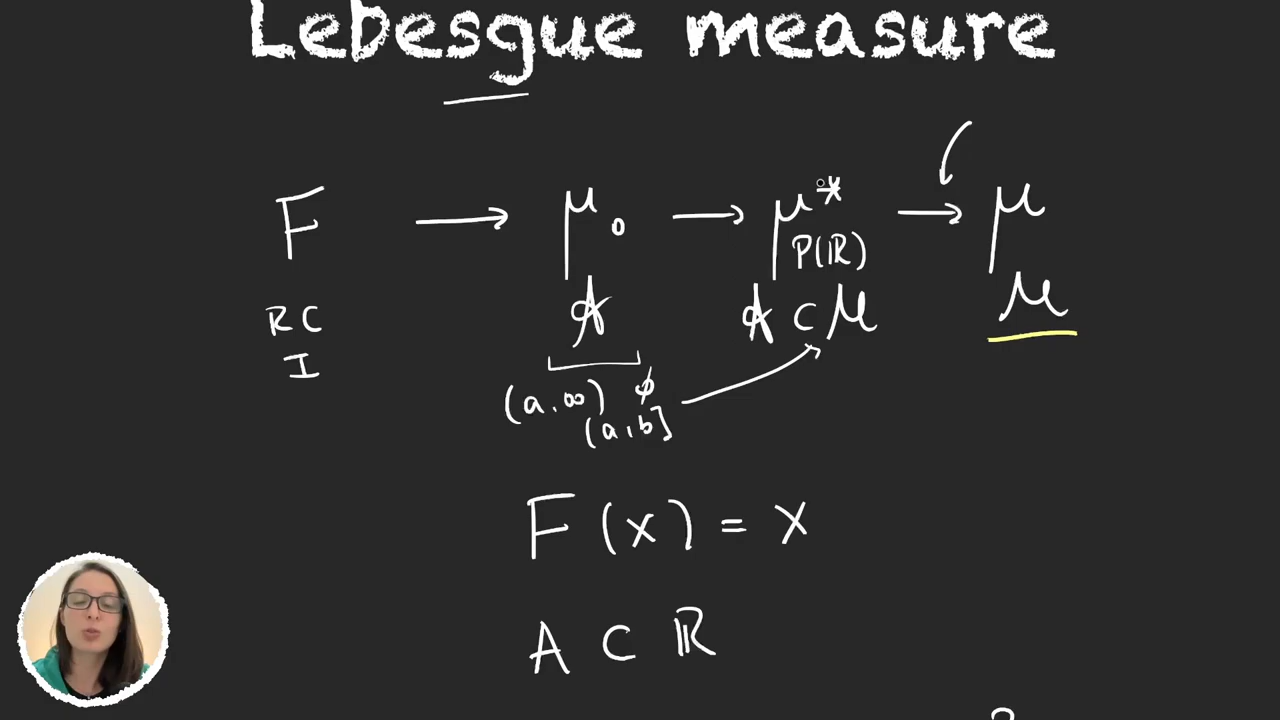 Lebesgue measure
F → μ₀ → μ* → μ
P(ℝ)
RC 𝒜 𝒜 ⊂ ℳ ℳ
I
(a,∞) ∅
(a,b]
F(x) = x
A ⊂ ℝ